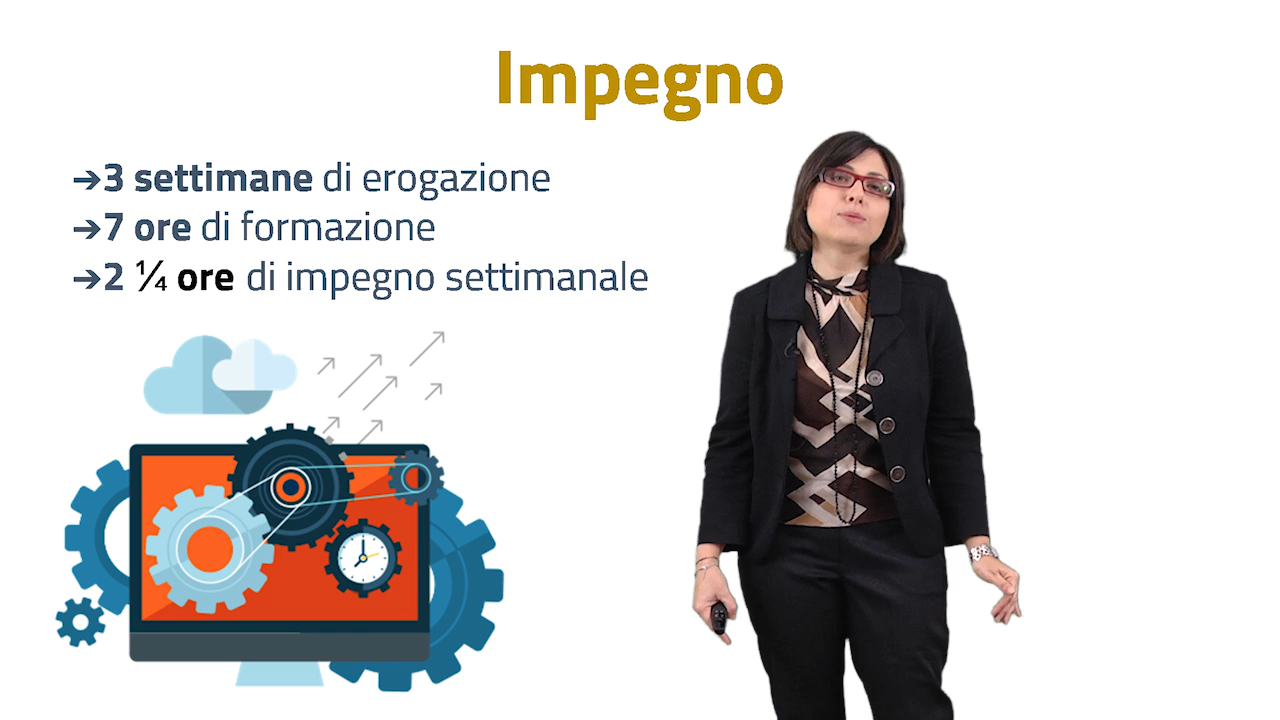 Impegno
➔3 settimane di erogazione
➔7 ore di formazione
➔2 ¼ ore di impegno settimanale